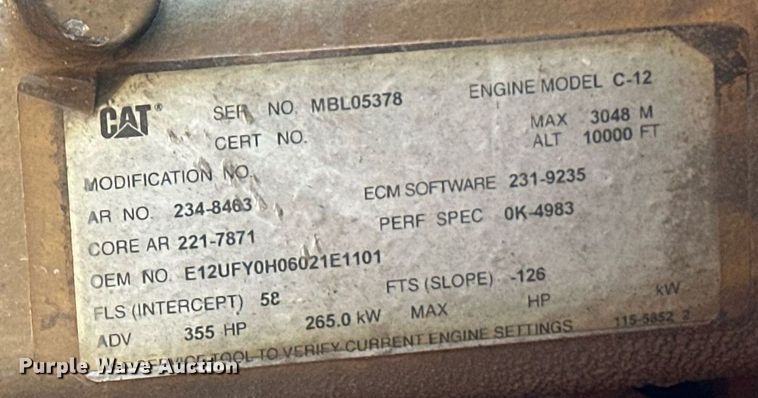 CAT® SER. NO. MBL05378 ENGINE MODEL C-12
CERT NO. MAX 3048 M
ALT 10000 FT
MODIFICATION NO.
AR NO. 234-8463 ECM SOFTWARE 231-9235
CORE AR 221-7871 PERF SPEC 0K-4983
OEM NO. E12UFY0H06021E1101
FLS (INTERCEPT) 58 FTS (SLOPE) -126
ADV 355 HP 265.0 kW MAX HP kW
SERVICE TOOL TO VERIFY CURRENT ENGINE SETTINGS 115-5852 2
Purple Wave Auction